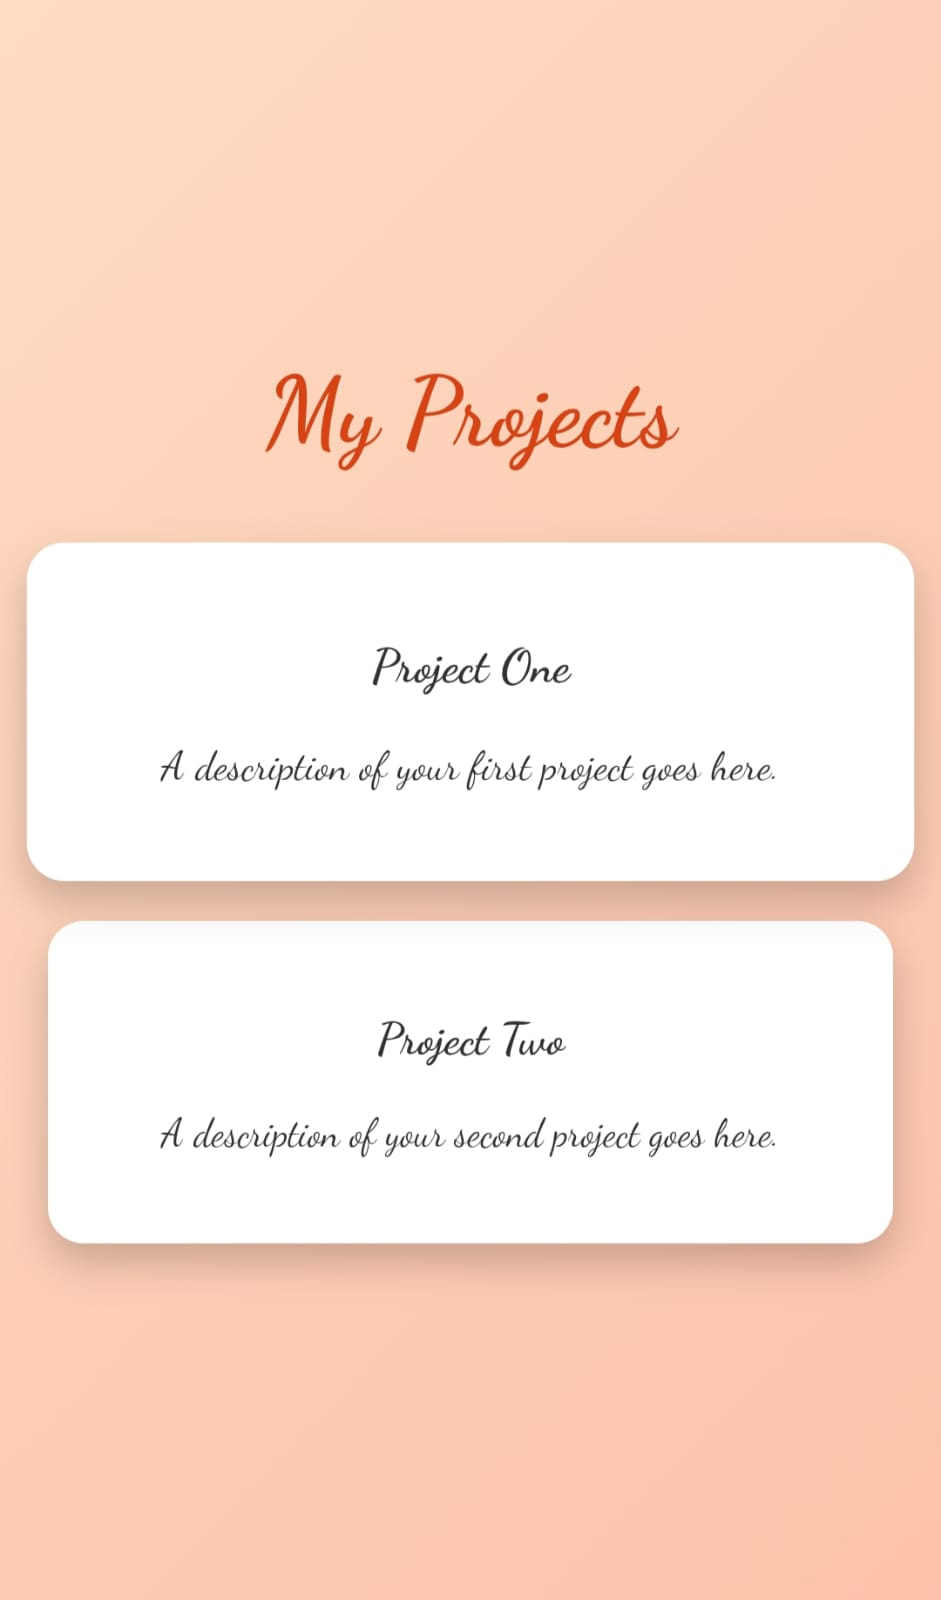 My Projects
Project One
A description of your first project goes here.
Project Two
A description of your second project goes here.